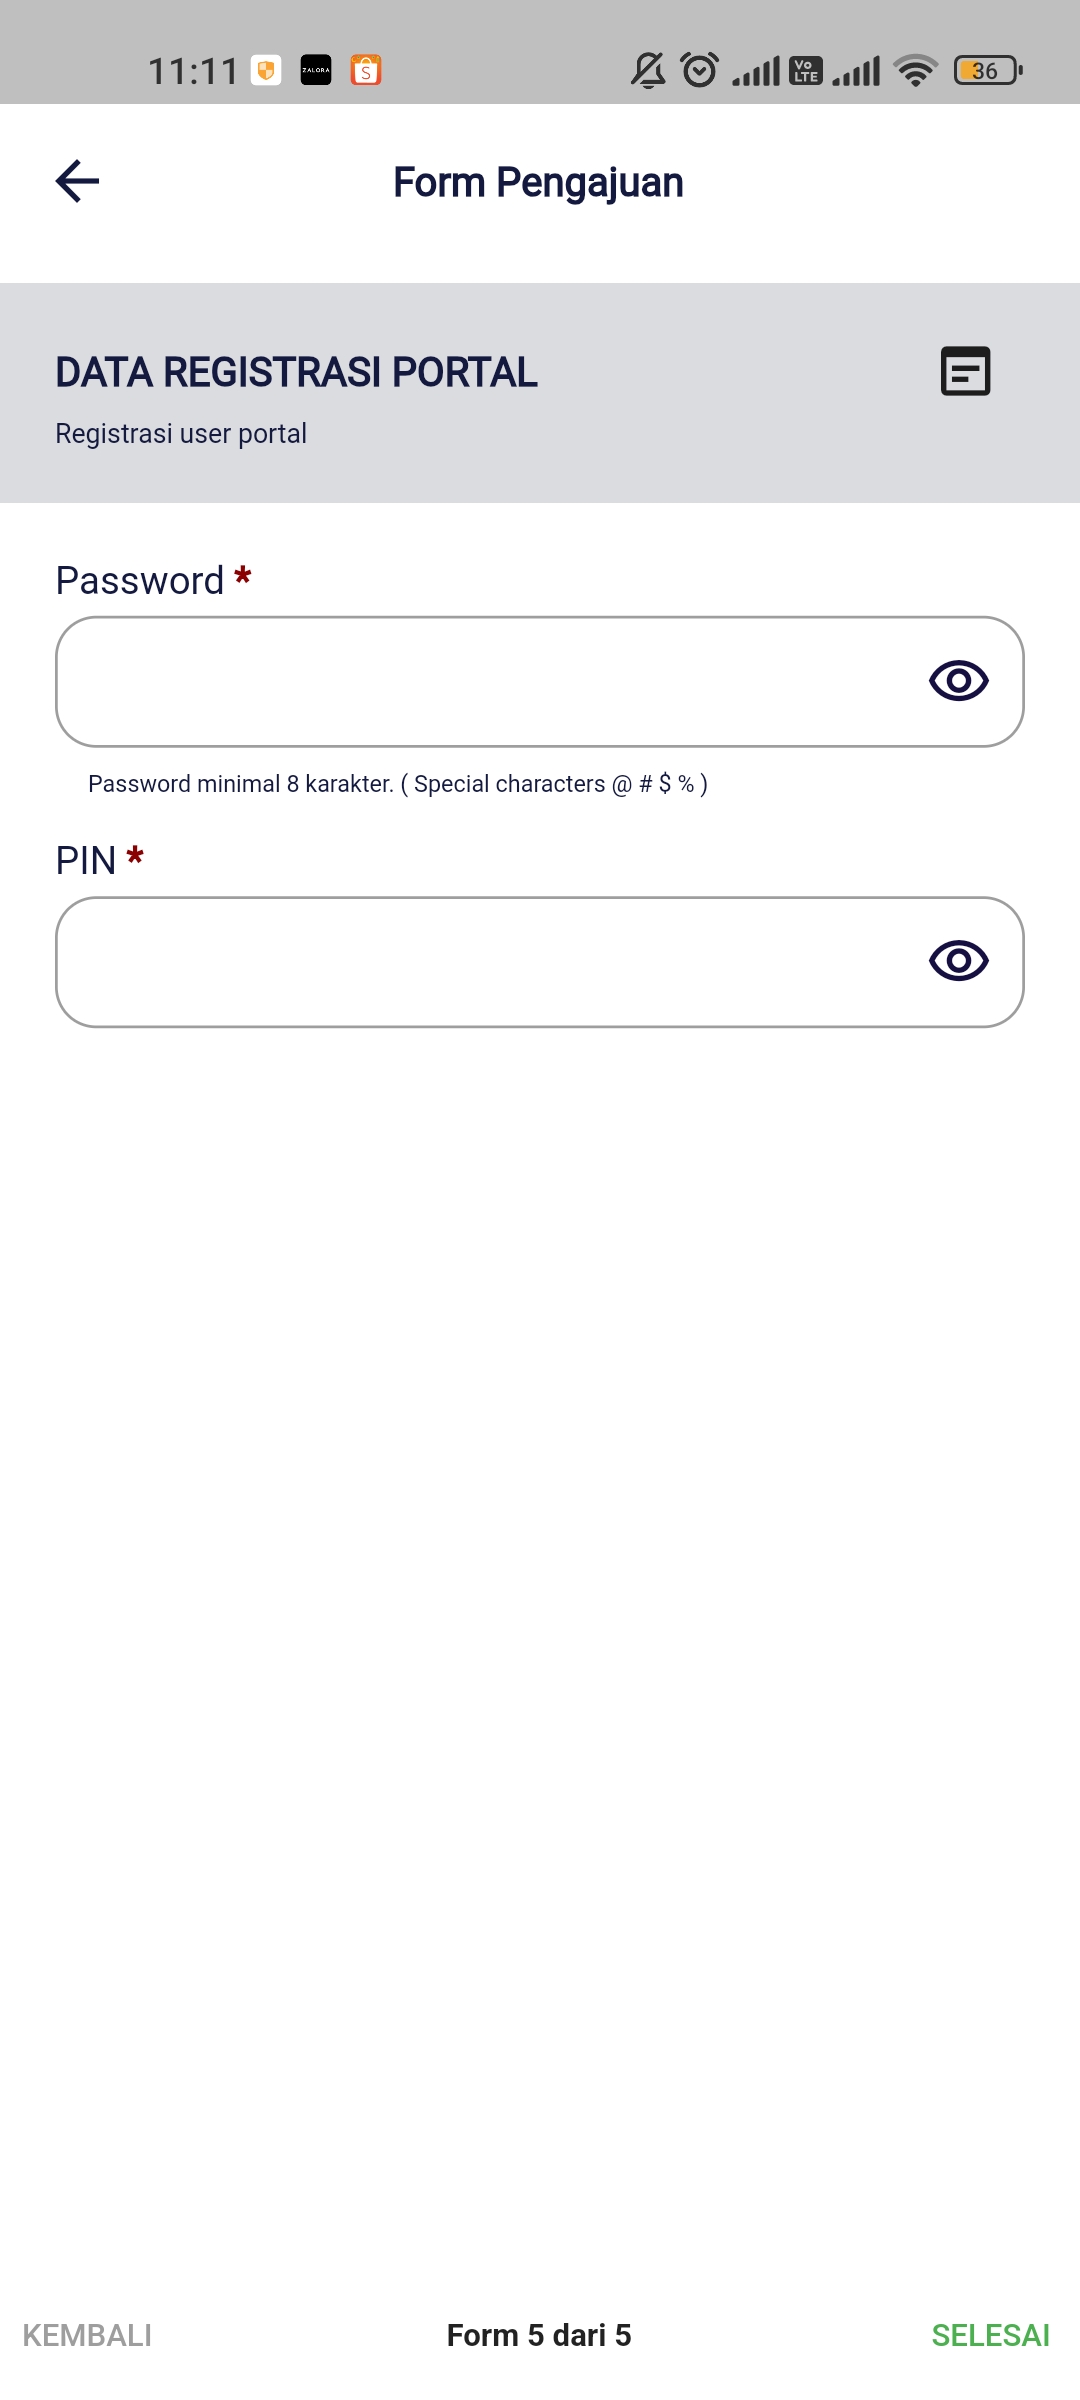 11:11 ZALORA Vo LTE 36
Form Pengajuan
DATA REGISTRASI PORTAL
Registrasi user portal
Password *
Password minimal 8 karakter. ( Special characters @ # $ % )
PIN *
KEMBALI Form 5 dari 5 SELESAI